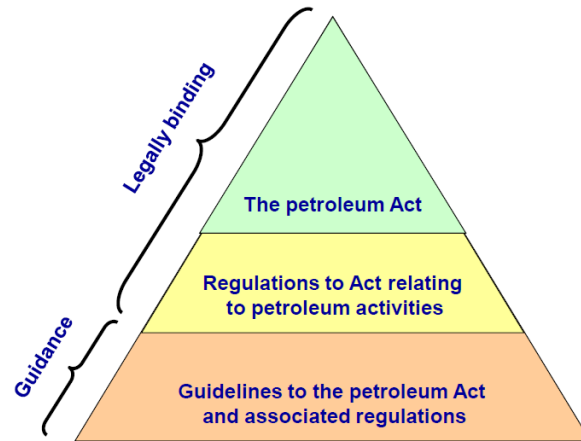 Legally binding
The petroleum Act
Regulations to Act relating
to petroleum activities
Guidance
Guidelines to the petroleum Act
and associated regulations